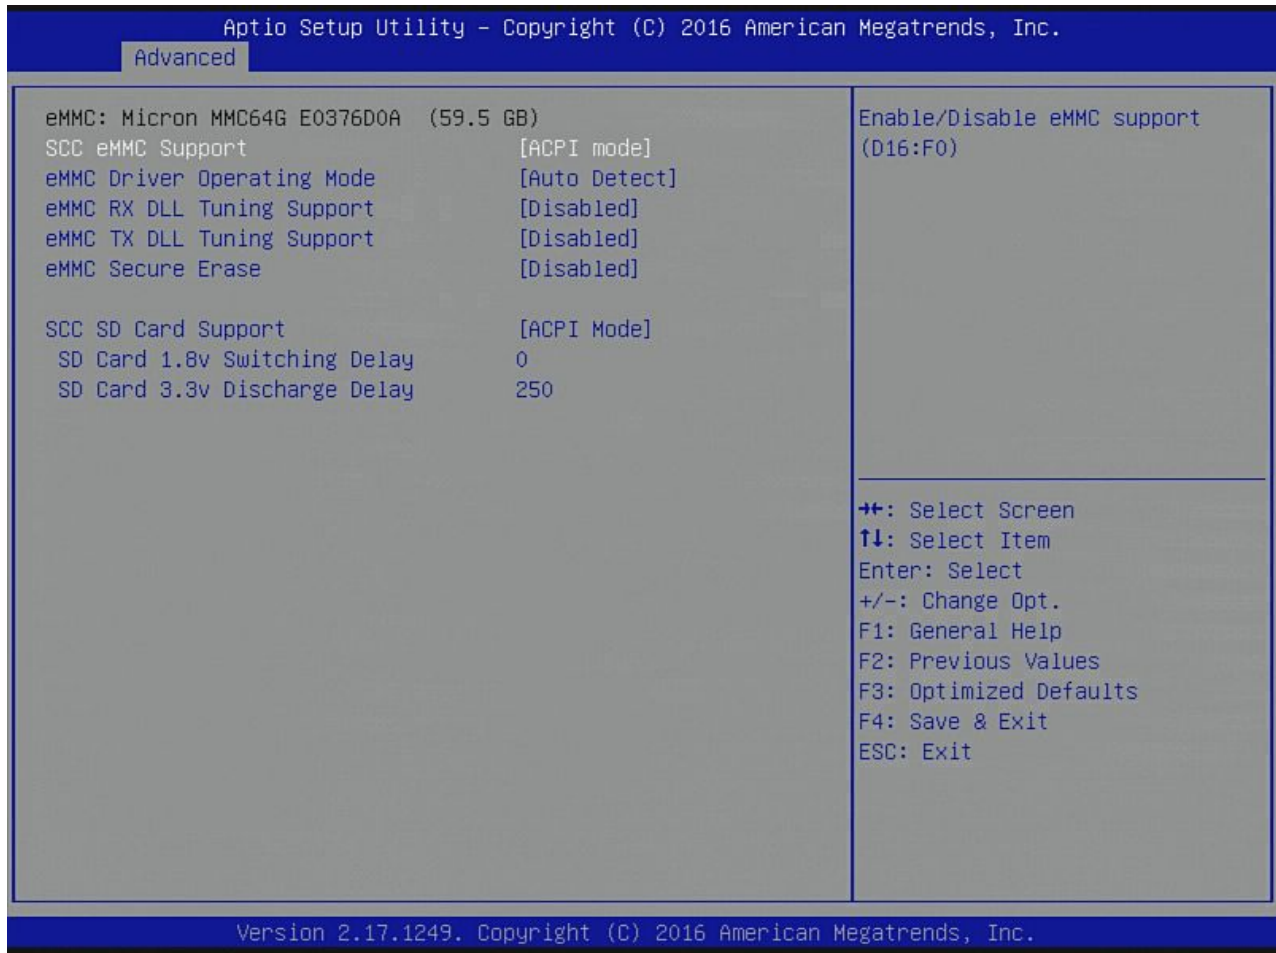 Aptio Setup Utility – Copyright (C) 2016 American Megatrends, Inc.
Advanced
eMMC: Micron MMC64G E0376D0A (59.5 GB)
SCC eMMC Support [ACPI mode]
eMMC Driver Operating Mode [Auto Detect]
eMMC RX DLL Tuning Support [Disabled]
eMMC TX DLL Tuning Support [Disabled]
eMMC Secure Erase [Disabled]
SCC SD Card Support [ACPI Mode]
SD Card 1.8v Switching Delay 0
SD Card 3.3v Discharge Delay 250
Enable/Disable eMMC support
(D16:F0)
→←: Select Screen
↑↓: Select Item
Enter: Select
+/-: Change Opt.
F1: General Help
F2: Previous Values
F3: Optimized Defaults
F4: Save & Exit
ESC: Exit
Version 2.17.1249. Copyright (C) 2016 American Megatrends, Inc.